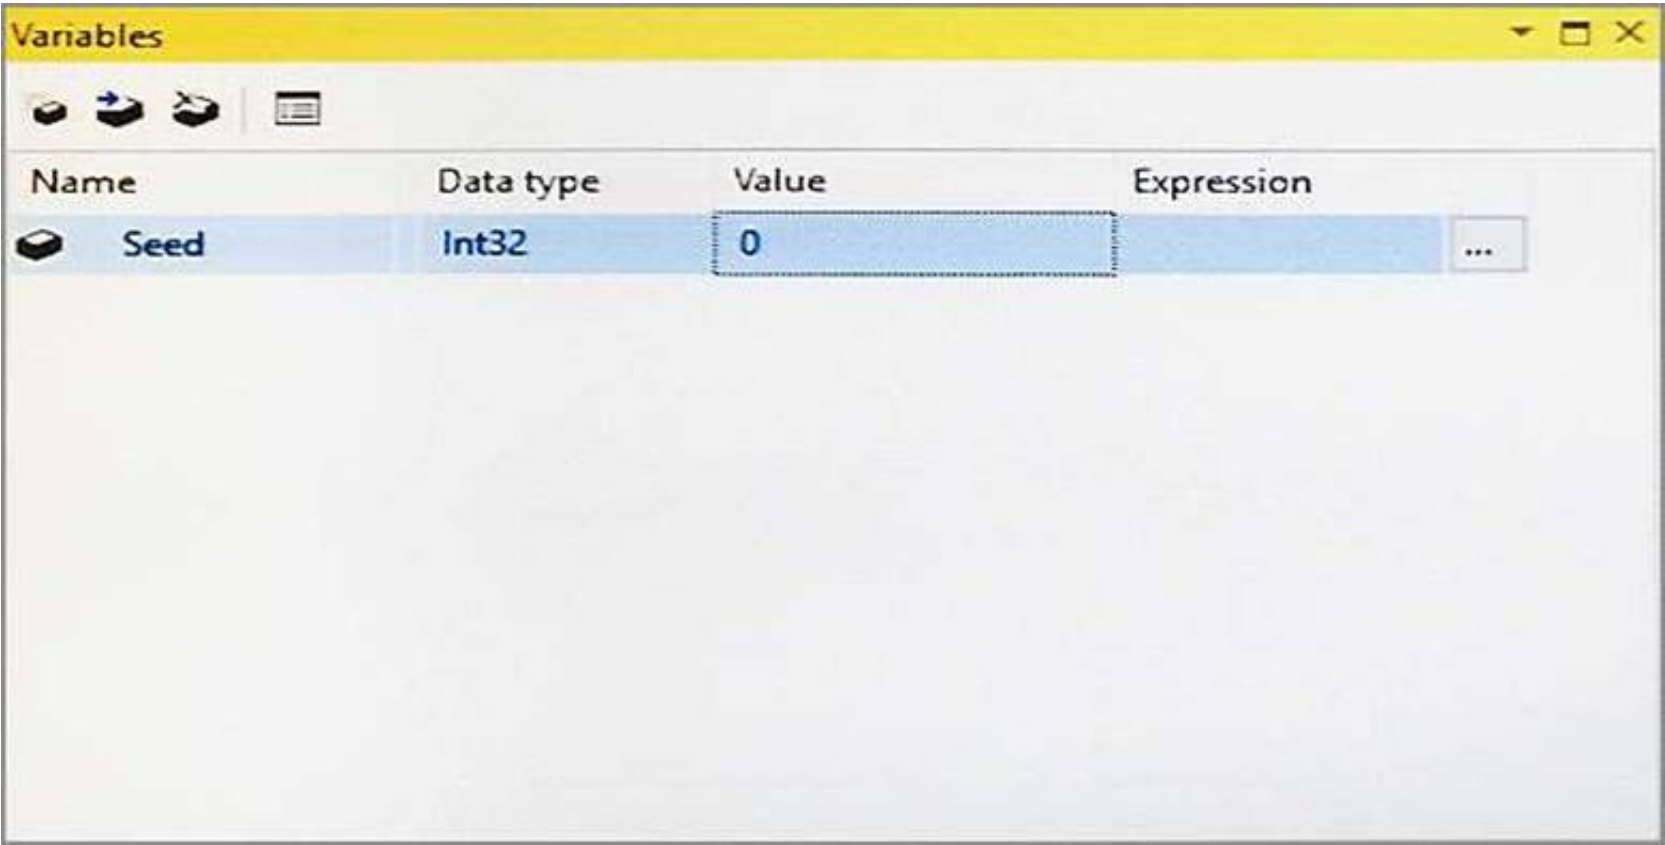 Variables
Name Data type Value Expression
Seed Int32 0 ...